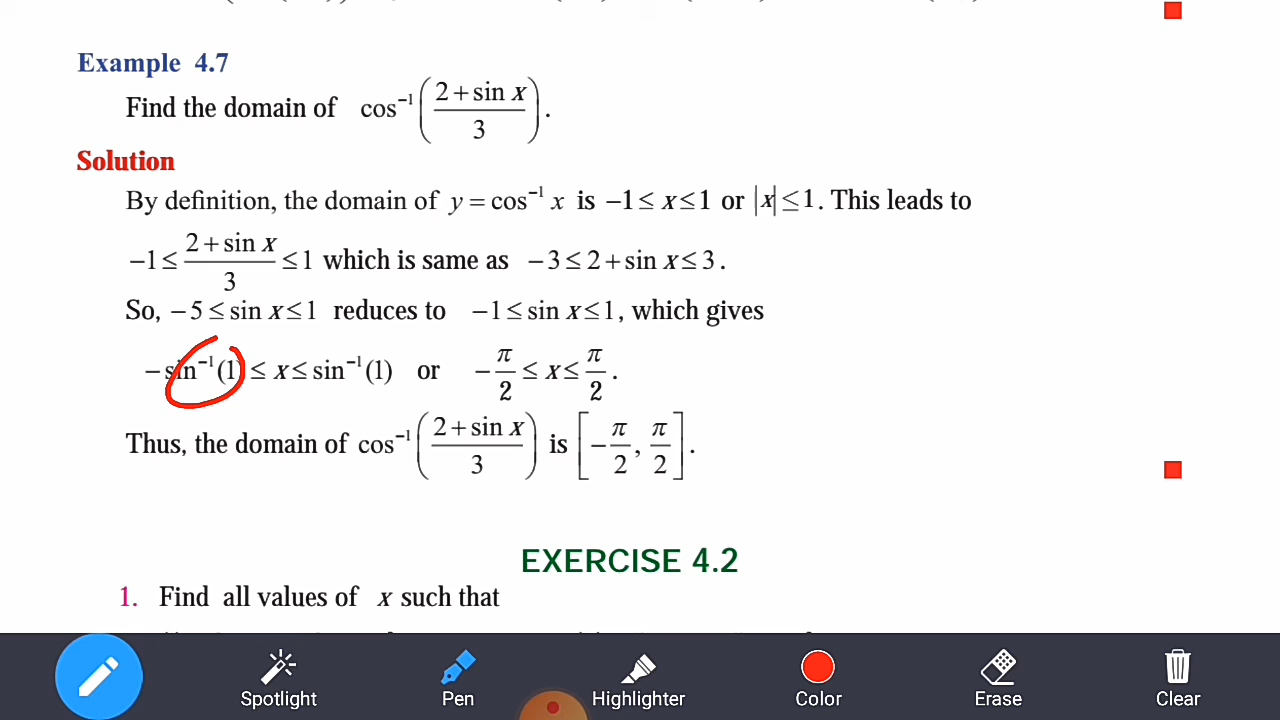 Example 4.7
Find the domain of cos⁻¹((2 + sin x)/3).
Solution
By definition, the domain of y = cos⁻¹ x is −1 ≤ x ≤ 1 or |x| ≤ 1. This leads to
−1 ≤ (2 + sin x)/3 ≤ 1 which is same as −3 ≤ 2 + sin x ≤ 3.
So, −5 ≤ sin x ≤ 1 reduces to −1 ≤ sin x ≤ 1, which gives
−sin⁻¹(1) ≤ x ≤ sin⁻¹(1) or −π/2 ≤ x ≤ π/2.
Thus, the domain of cos⁻¹((2 + sin x)/3) is [−π/2, π/2].
EXERCISE 4.2
1. Find all values of x such that
Spotlight Pen Highlighter Color Erase Clear